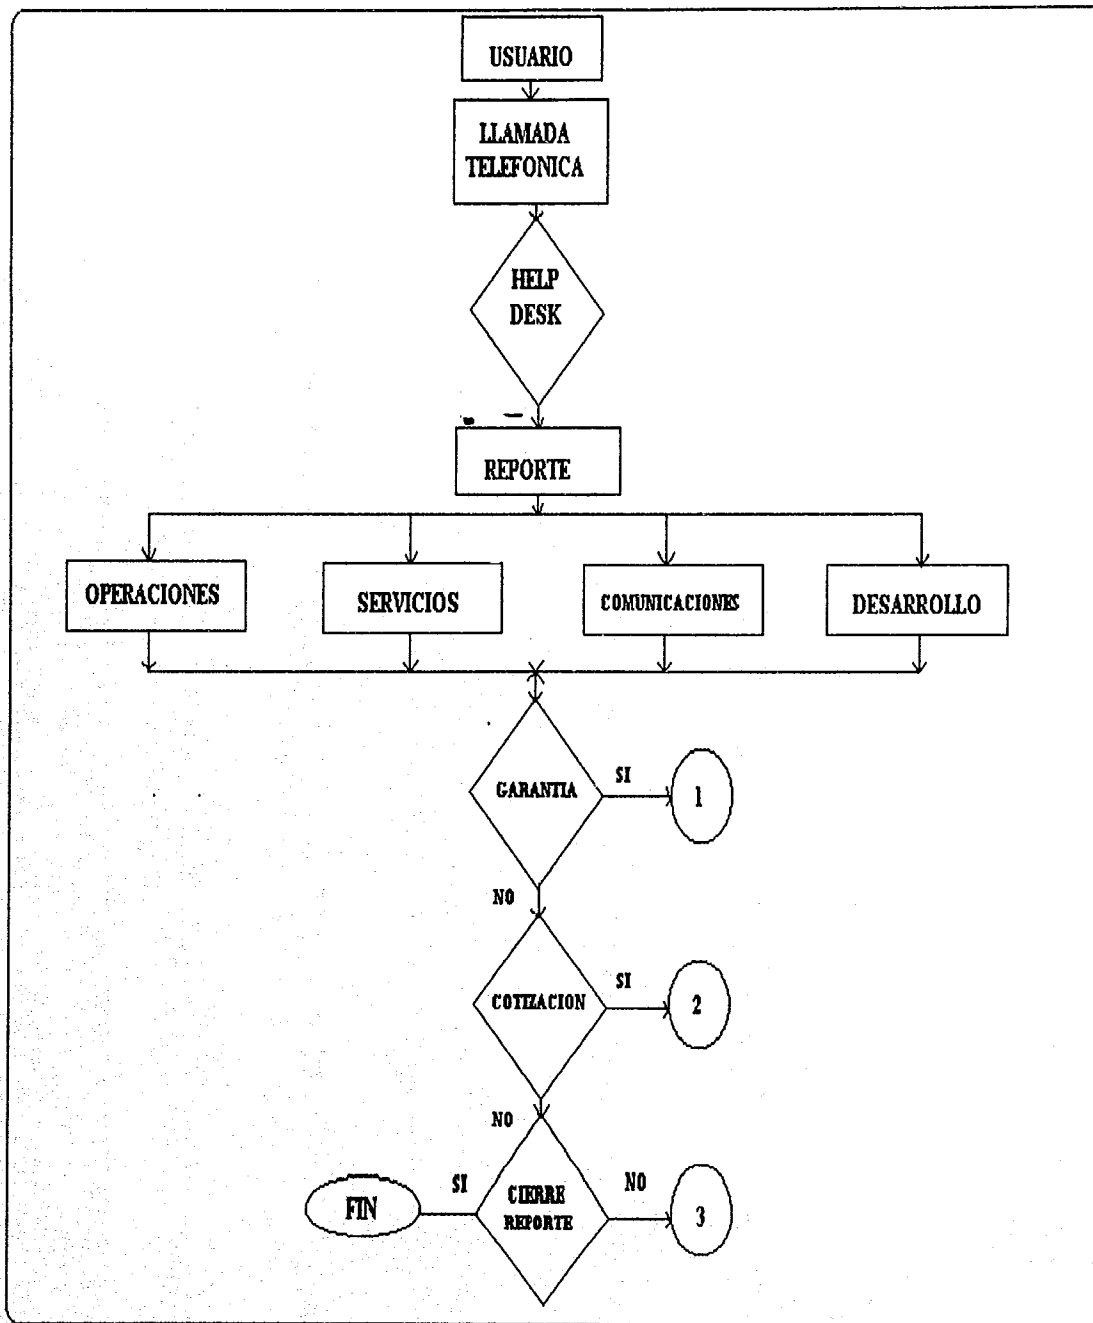 USUARIO
LLAMADA
TELEFONICA
HELP
DESK
REPORTE
OPERACIONES
SERVICIOS
COMUNICACIONES
DESARROLLO
GARANTIA
SI
1
NO
COTIZACION
SI
2
NO
FIN
SI
CIERRE
REPORTE
NO
3